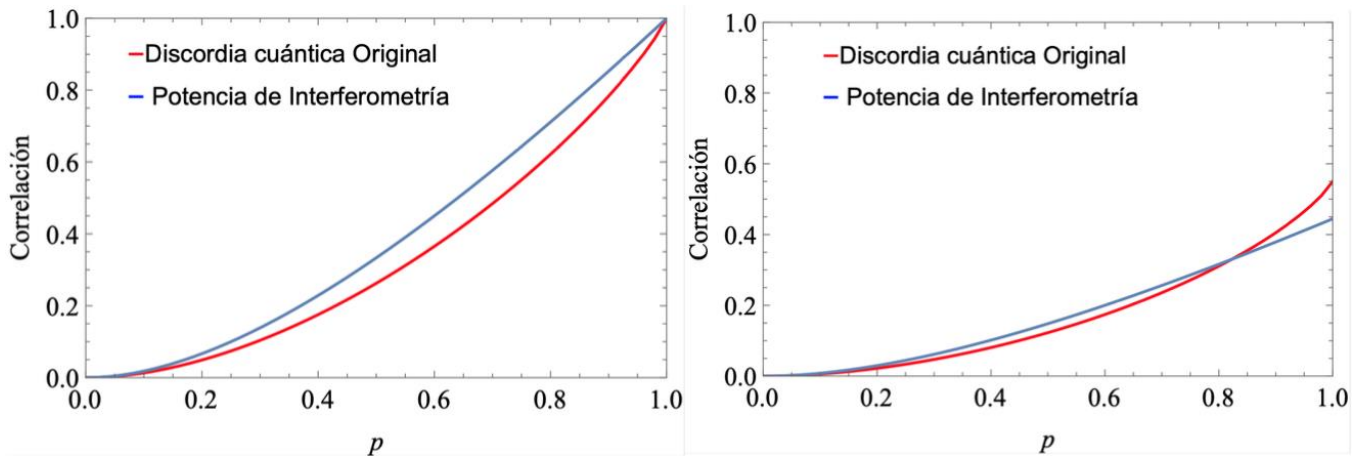 1.0
Discordia cuántica Original
0.8
Potencia de Interferometría
0.6
Correlación
0.4
0.2
0.0
0.0 0.2 0.4 0.6 0.8 1.0
p
1.0
Discordia cuántica Original
0.8
Potencia de Interferometría
0.6
Correlación
0.4
0.2
0.0
0.0 0.2 0.4 0.6 0.8 1.0
p